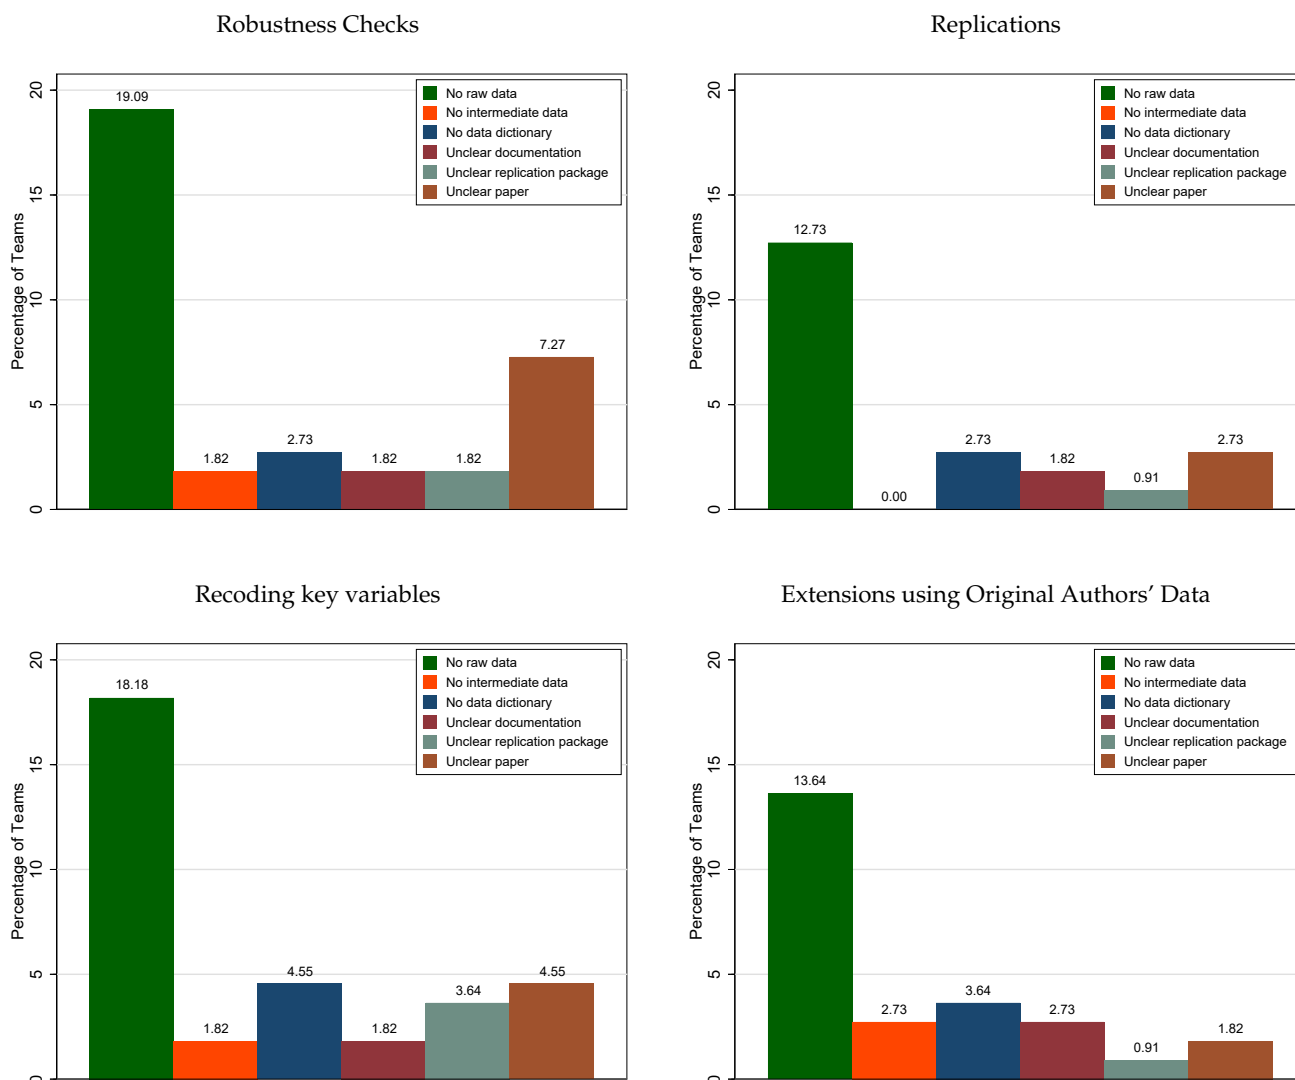 Robustness Checks
Percentage of Teams
20
15
10
5
0
19.09
1.82
2.73
1.82
1.82
7.27
No raw data
No intermediate data
No data dictionary
Unclear documentation
Unclear replication package
Unclear paper
Replications
Percentage of Teams
20
15
10
5
0
12.73
0.00
2.73
1.82
0.91
2.73
No raw data
No intermediate data
No data dictionary
Unclear documentation
Unclear replication package
Unclear paper
Recoding key variables
Percentage of Teams
20
15
10
5
0
18.18
1.82
4.55
1.82
3.64
4.55
No raw data
No intermediate data
No data dictionary
Unclear documentation
Unclear replication package
Unclear paper
Extensions using Original Authors’ Data
Percentage of Teams
20
15
10
5
0
13.64
2.73
3.64
2.73
0.91
1.82
No raw data
No intermediate data
No data dictionary
Unclear documentation
Unclear replication package
Unclear paper